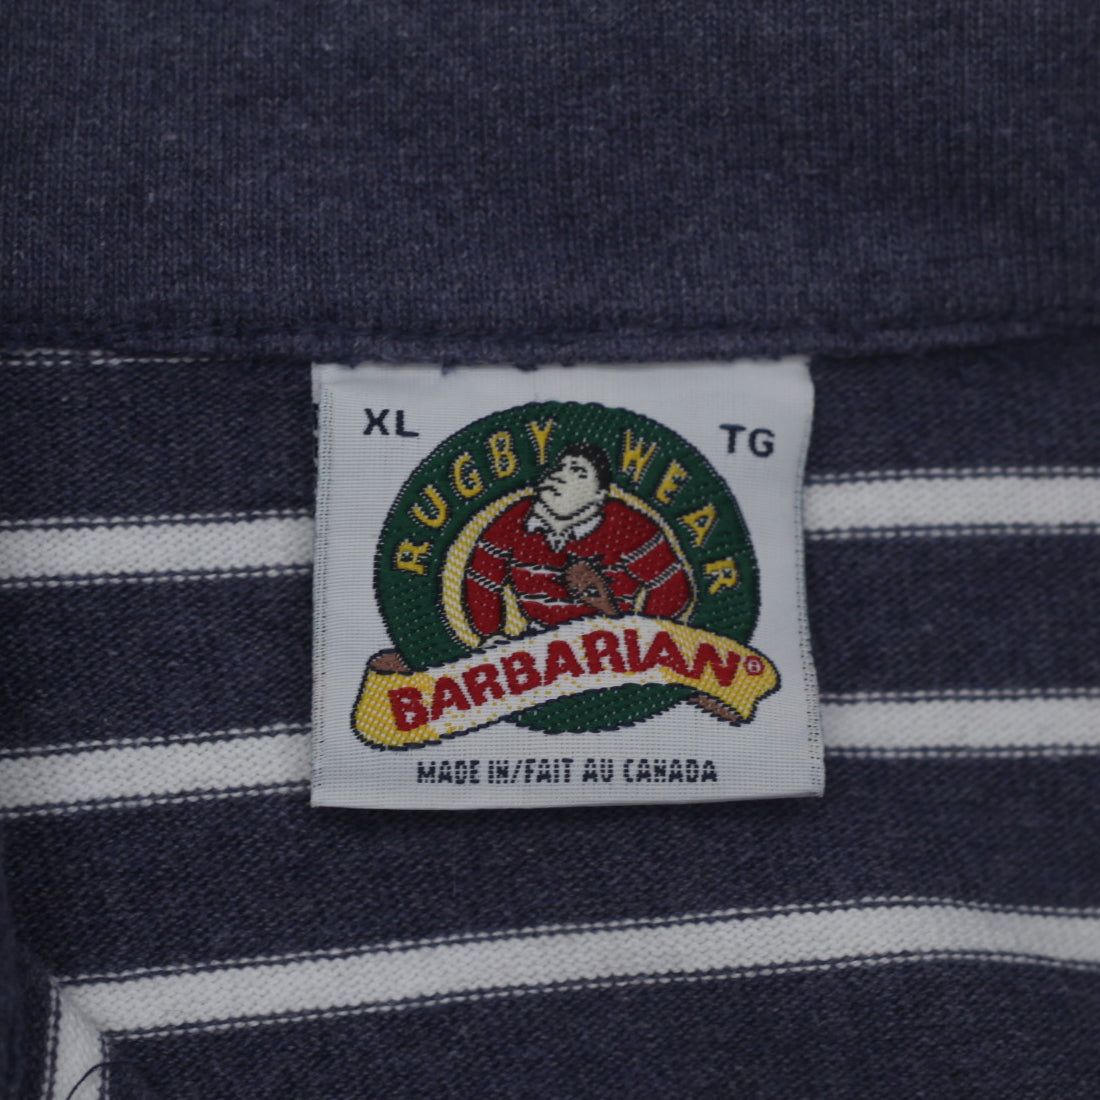 XL
TG
RUGBY WEAR
BARBARIAN®
MADE IN/FAIT AU CANADA